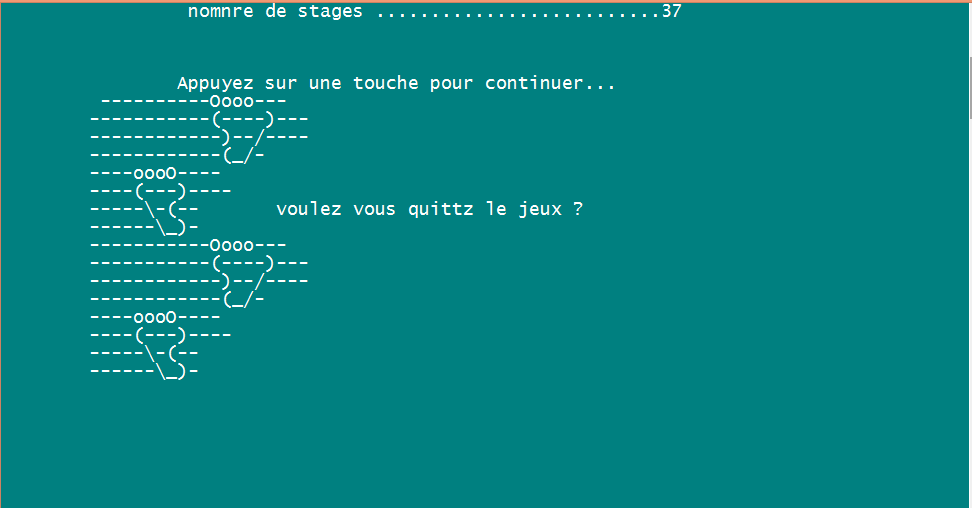 nomnre de stages ..........................37
Appuyez sur une touche pour continuer...
-----------Oooo---
-----------(----)---
------------)--/----
------------(_/-
----oooO----
----(---)----
-----\-(--
voulez vous quittz le jeux ?
------\_)-
-----------Oooo---
-----------(----)---
------------)--/----
------------(_/-
----oooO----
----(---)----
-----\-(--
------\_)-